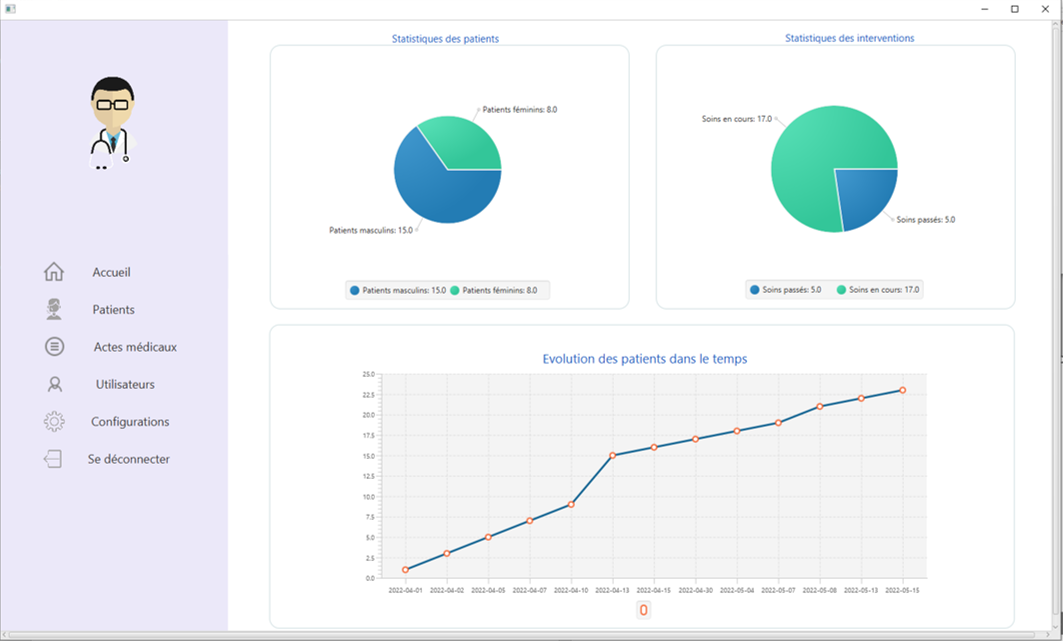 Statistiques des patients
Statistiques des interventions
Patients féminins: 8.0
Patients masculins: 15.0
Patients masculins: 15.0 Patients féminins: 8.0
Soins en cours: 17.0
Soins passés: 5.0
Soins passés: 5.0 Soins en cours: 17.0
Accueil
Patients
Actes médicaux
Utilisateurs
Configurations
Se déconnecter
Evolution des patients dans le temps
25.0
22.5
20.0
17.5
15.0
12.5
10.0
7.5
5.0
2.5
0.0
2022-04-01 2022-04-02 2022-04-05 2022-04-07 2022-04-10 2022-04-13 2022-04-15 2022-04-30 2022-05-04 2022-05-07 2022-05-08 2022-05-13 2022-05-15